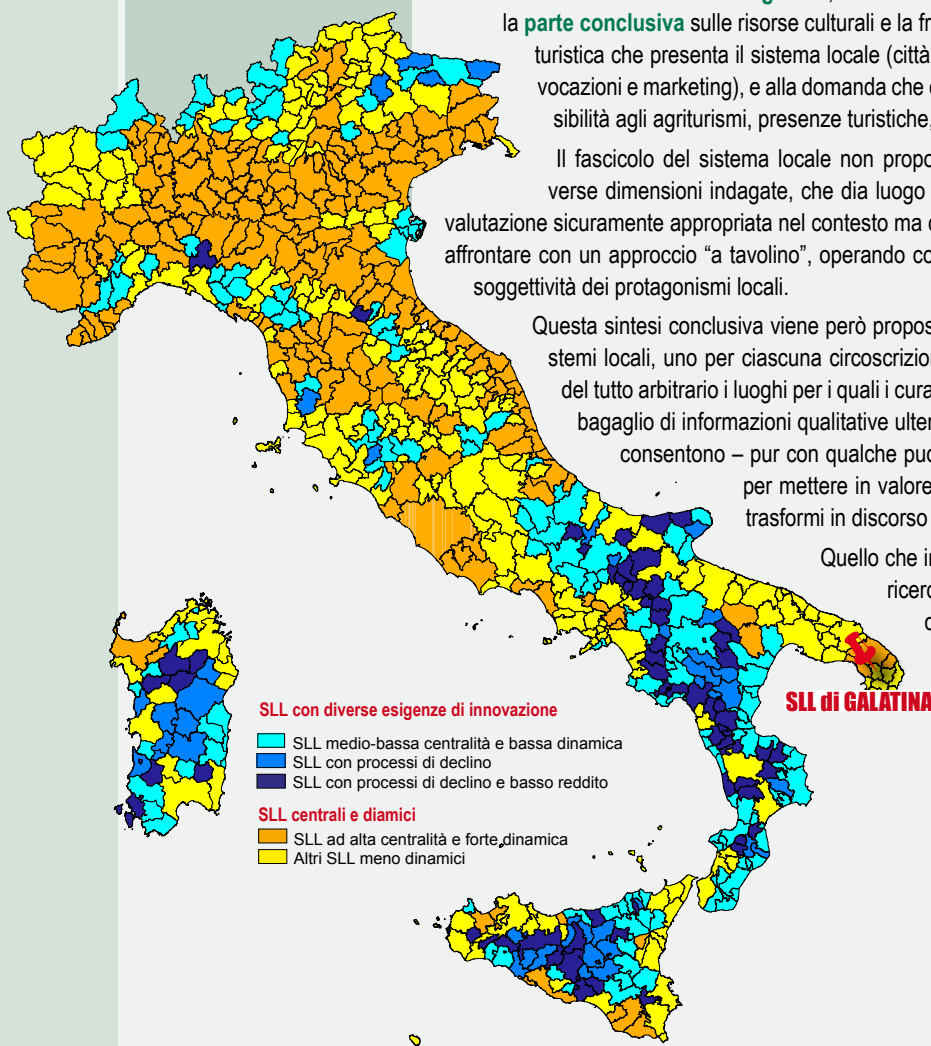 la parte conclusiva sulle risorse culturali e la fr
turistica che presenta il sistema locale (città
vocazioni e marketing), e alla domanda che
sibilità agli agriturismi, presenze turistiche,
Il fascicolo del sistema locale non propo
verse dimensioni indagate, che dia luogo
valutazione sicuramente appropriata nel contesto ma
affrontare con un approccio “a tavolino”, operando co
soggettività dei protagonismi locali.
Questa sintesi conclusiva viene però propos
stemi locali, uno per ciascuna circoscrizion
del tutto arbitrario i luoghi per i quali i cura
bagaglio di informazioni qualitative ulter
consentono – pur con qualche pud
per mettere in valore
trasformi in discorso
Quello che in
ricerc
SLL di GALATINA
SLL con diverse esigenze di innovazione
SLL medio-bassa centralità e bassa dinamica
SLL con processi di declino
SLL con processi di declino e basso reddito
SLL centrali e diamici
SLL ad alta centralità e forte dinamica
Altri SLL meno dinamici